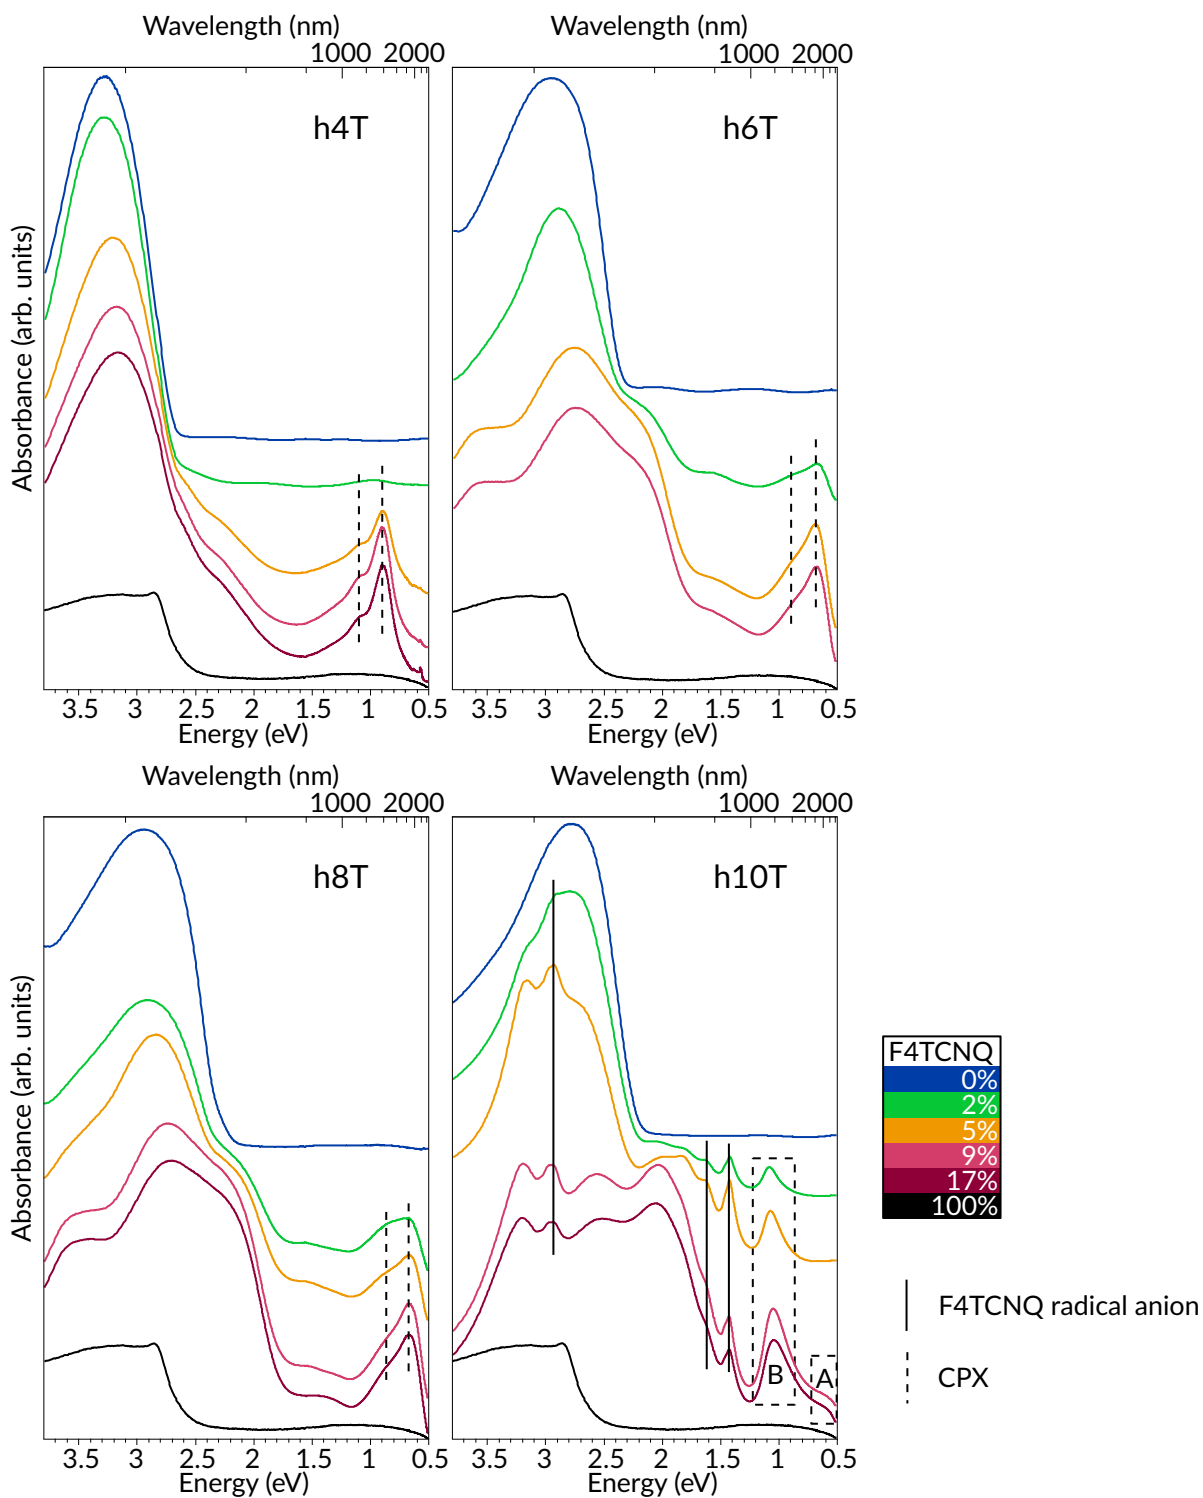 Wavelength (nm)
1000 2000
h4T
Absorbance (arb. units)
3.5 3 2.5 2 1.5 1 0.5
Energy (eV)
Wavelength (nm)
1000 2000
h6T
3.5 3 2.5 2 1.5 1 0.5
Energy (eV)
Wavelength (nm)
1000 2000
h8T
Absorbance (arb. units)
3.5 3 2.5 2 1.5 1 0.5
Energy (eV)
Wavelength (nm)
1000 2000
h10T
B A
3.5 3 2.5 2 1.5 1 0.5
Energy (eV)
F4TCNQ
0%
2%
5%
9%
17%
100%
F4TCNQ radical anion
CPX